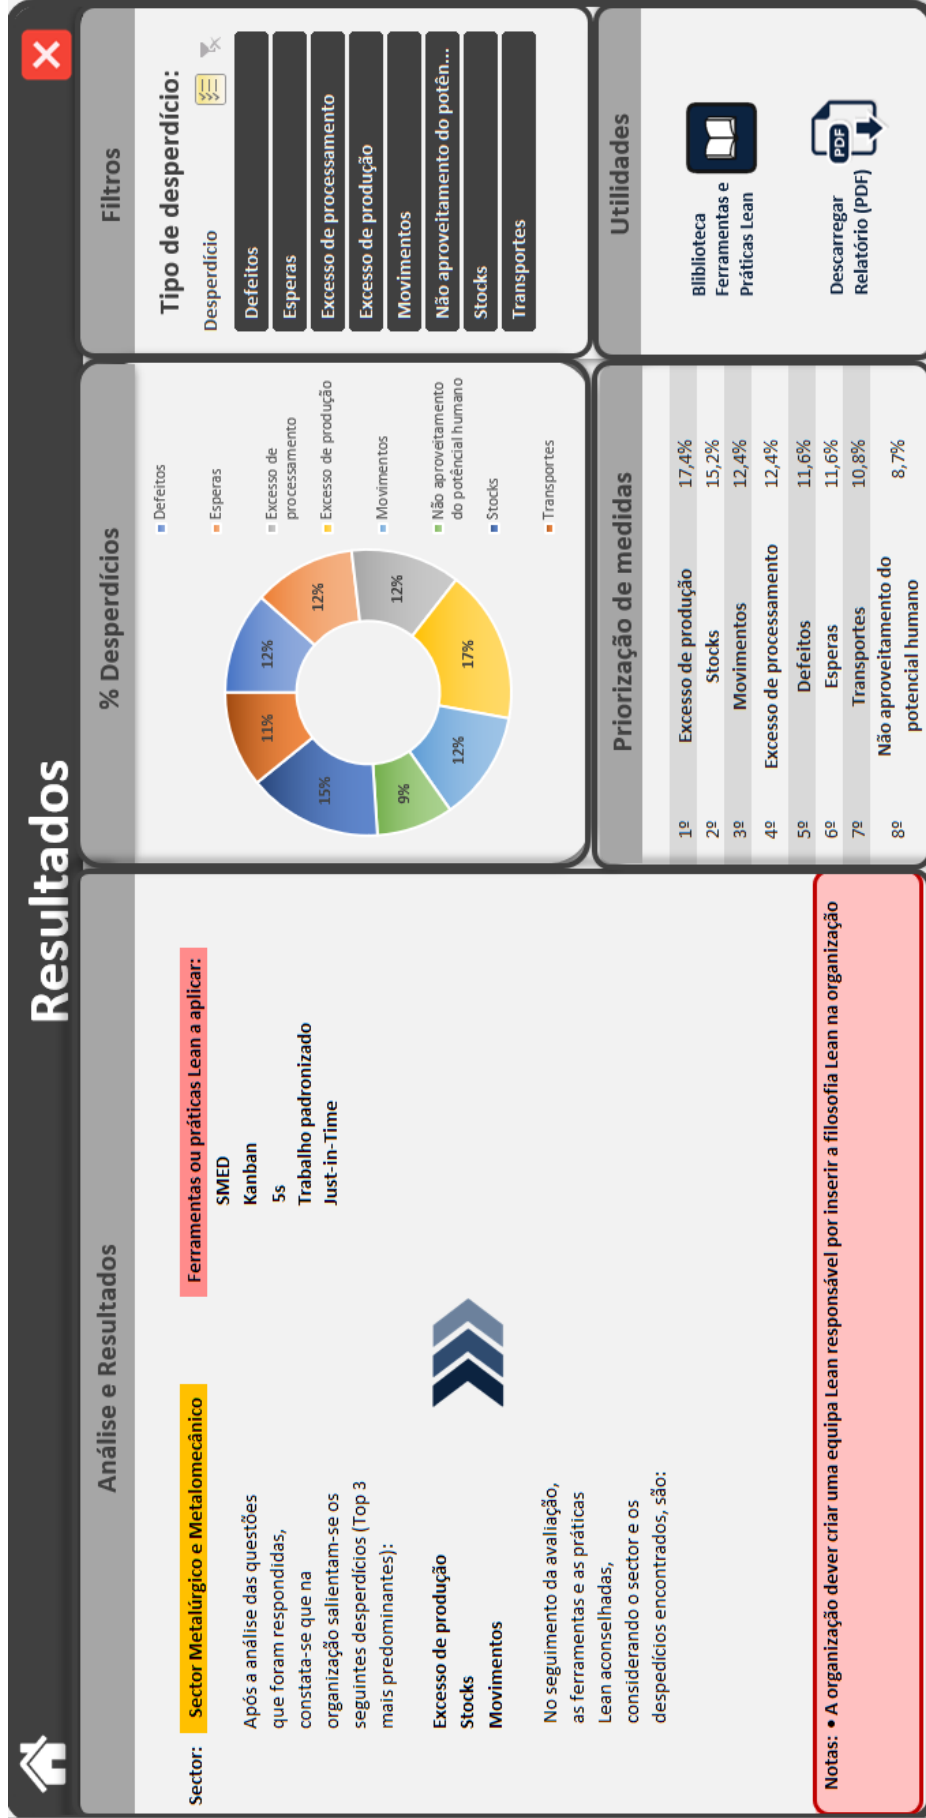 Resultados
Análise e Resultados
Sector:
Sector Metalúrgico e Metalomecânico
Após a análise das questões
que foram respondidas,
constata-se que na
organização salientam-se os
seguintes desperdícios (Top 3
mais predominantes):
Excesso de produção
Stocks
Movimentos
No seguimento da avaliação,
as ferramentas e as práticas
Lean aconselhadas,
considerando o sector e os
despedícios encontrados, são:
Ferramentas ou práticas Lean a aplicar:
SMED
Kanban
5s
Trabalho padronizado
Just-in-Time
Notas: • A organização dever criar uma equipa Lean responsável por inserir a filosofia Lean na organização
% Desperdícios
12%
12%
12%
17%
12%
9%
15%
11%
Defeitos
Esperas
Excesso de
processamento
Excesso de produção
Movimentos
Não aproveitamento
do potêncial humano
Stocks
Transportes
Filtros
Tipo de desperdício:
Desperdício
Defeitos
Esperas
Excesso de processamento
Excesso de produção
Movimentos
Não aproveitamento do potên...
Stocks
Transportes
Priorização de medidas
1º Excesso de produção 17,4%
2º Stocks 15,2%
3º Movimentos 12,4%
4º Excesso de processamento 12,4%
5º Defeitos 11,6%
6º Esperas 11,6%
7º Transportes 10,8%
8º Não aproveitamento do
potencial humano 8,7%
Utilidades
Blibioteca
Ferramentas e
Práticas Lean
Descarregar
Relatório (PDF)
PDF